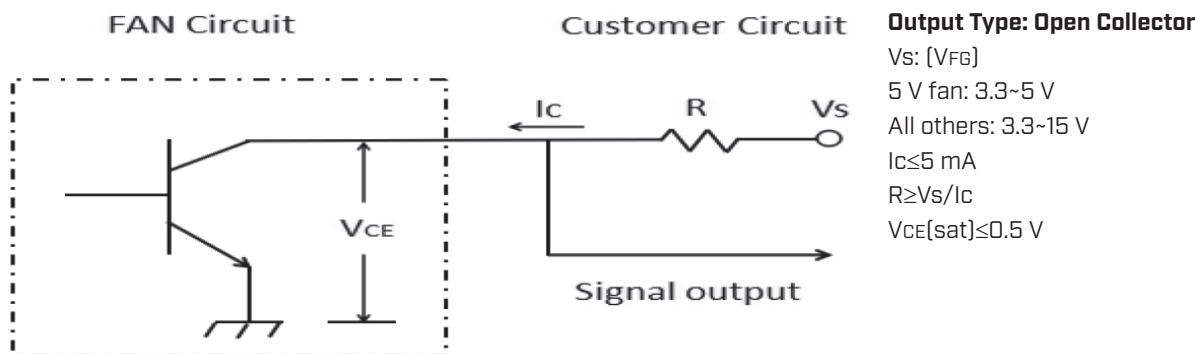 FAN Circuit
Customer Circuit
Ic
R
Vs
VCE
Signal output
Output Type: Open Collector
Vs: (VFG)
5 V fan: 3.3~5 V
All others: 3.3~15 V
Ic≤5 mA
R≥Vs/Ic
VCE(sat)≤0.5 V